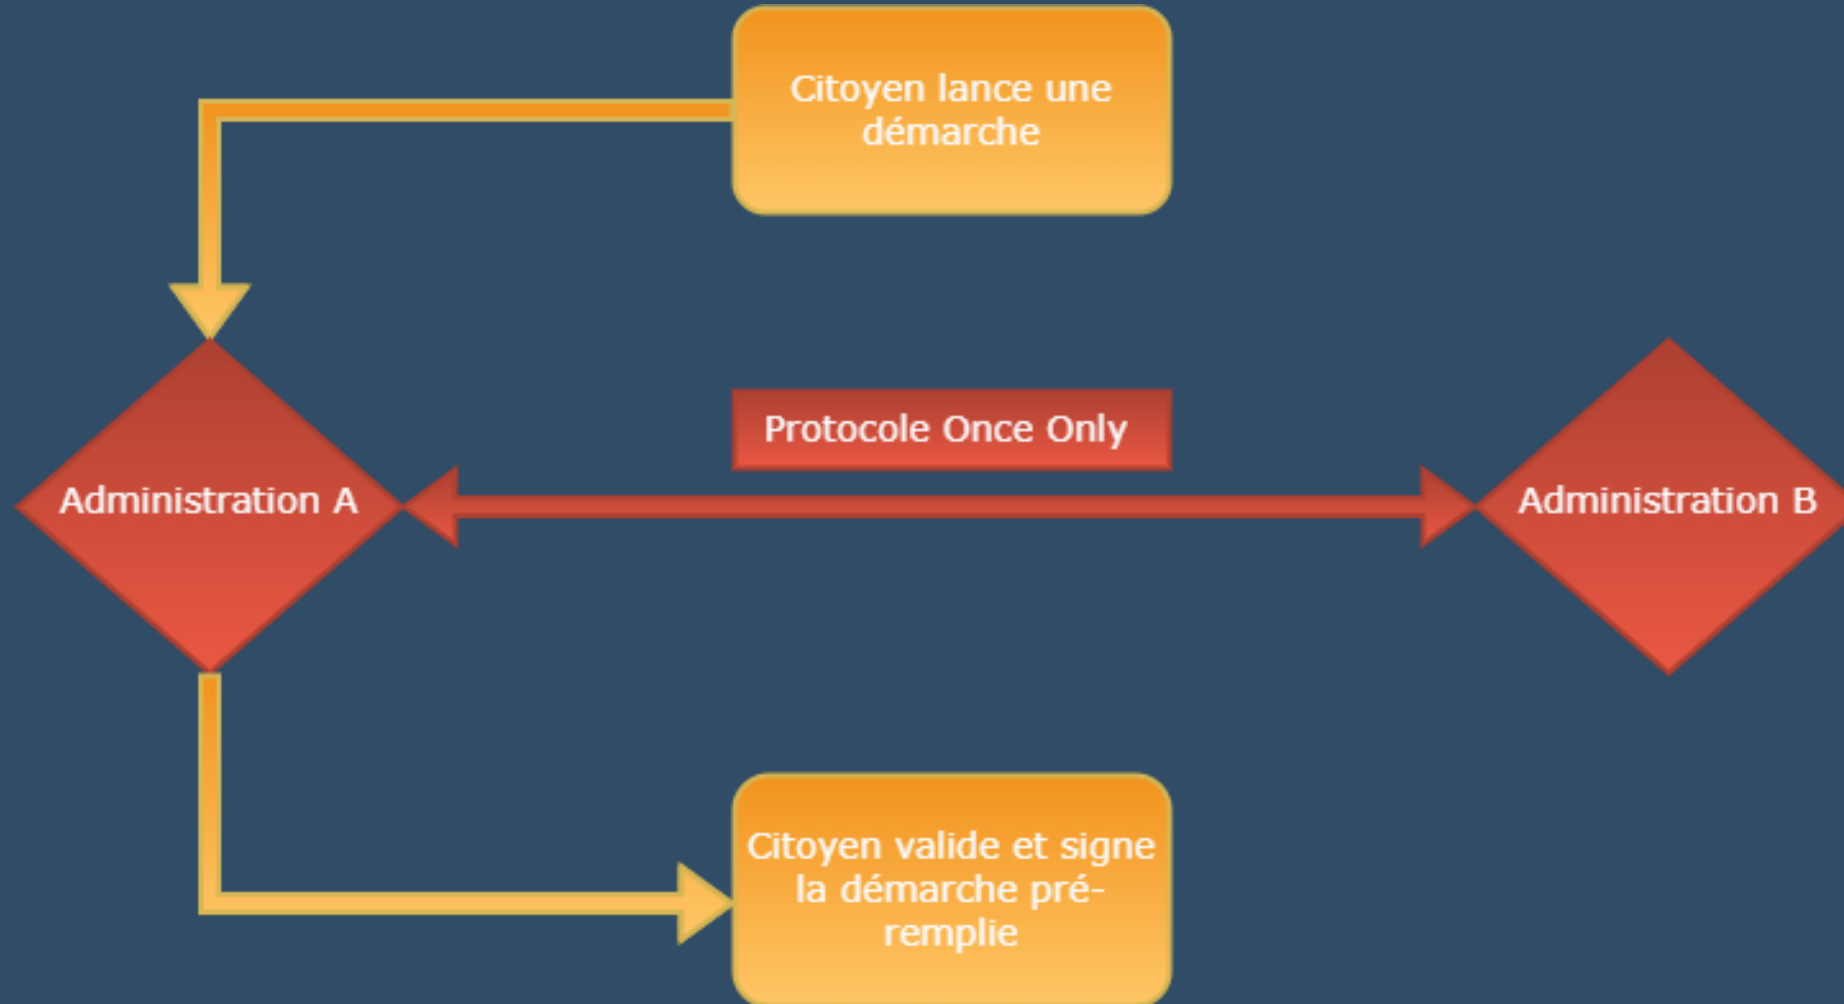 Citoyen lance une
démarche
Protocole Once Only
Administration A
Administration B
Citoyen valide et signe
la démarche pré-
remplie